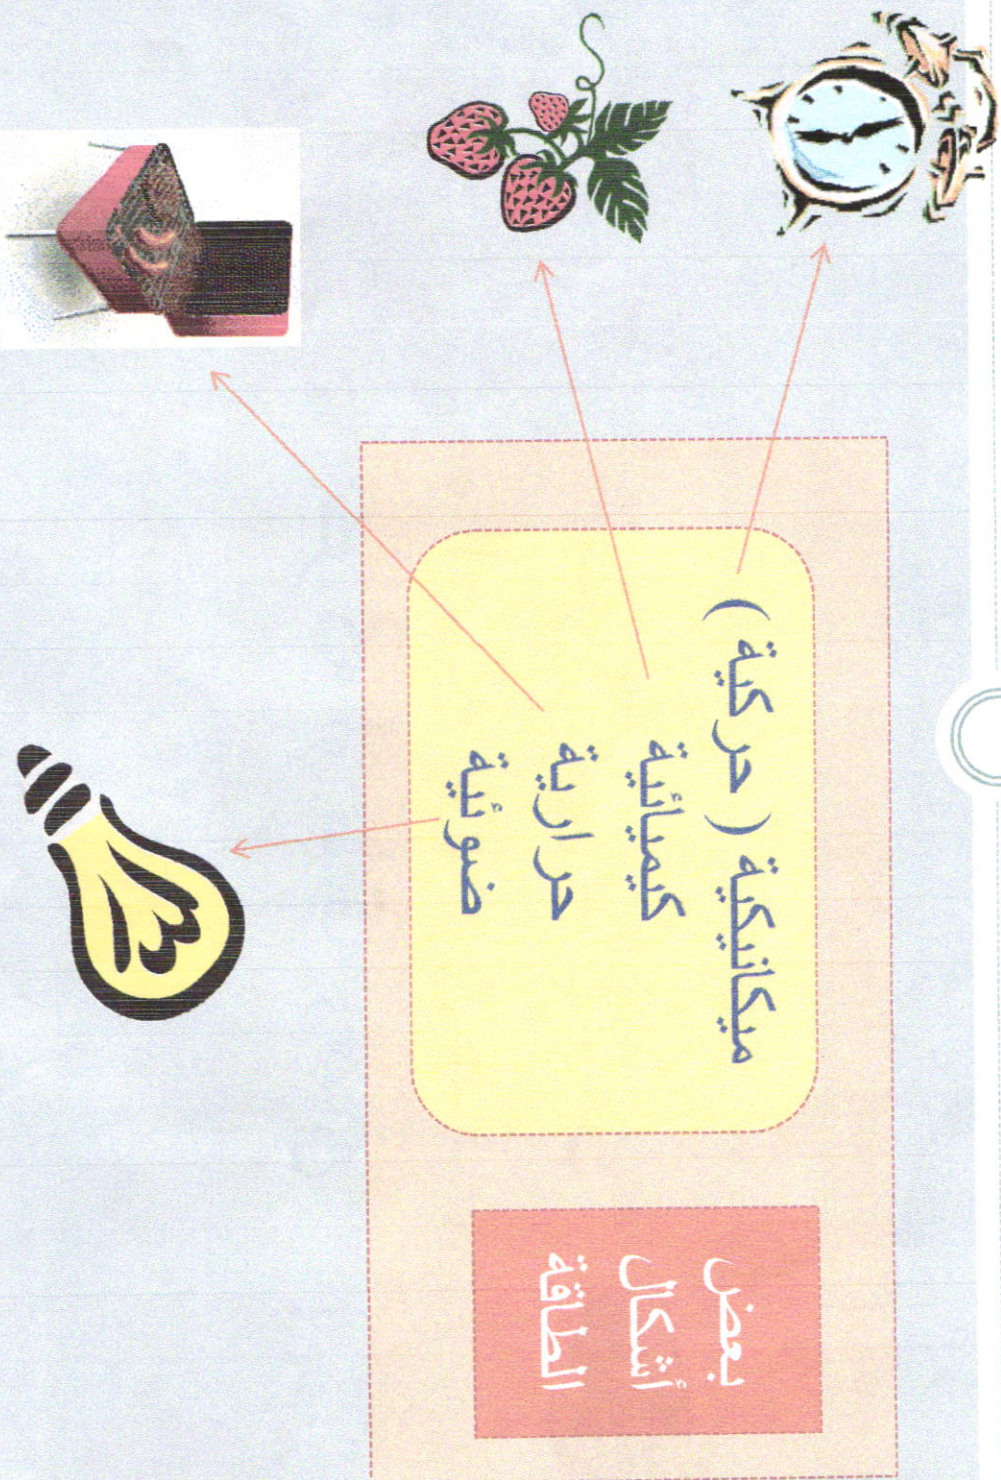 بعض
أشكال
الطاقة
ميكانيكية ( حركية )
كيميائية
حرارية
ضوئية